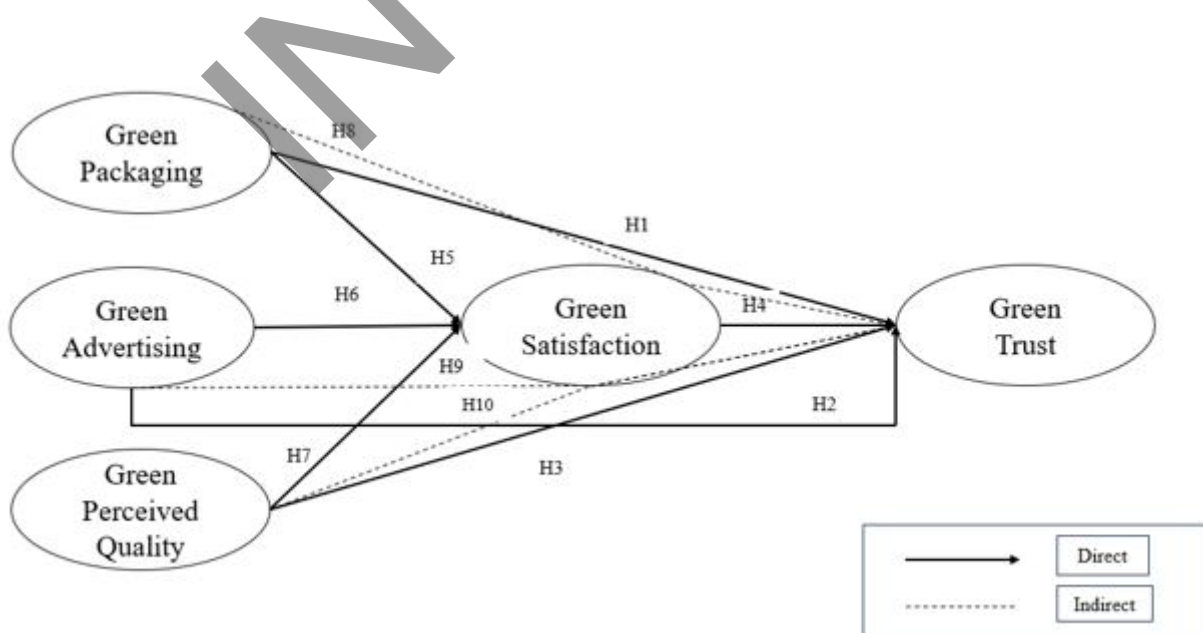 IN
Green
Packaging
H8
H1
H5
H6
Green
Advertising
Green
Satisfaction
H4
Green
Trust
H9
H10
H2
H7
H3
Green
Perceived
Quality
Direct
Indirect